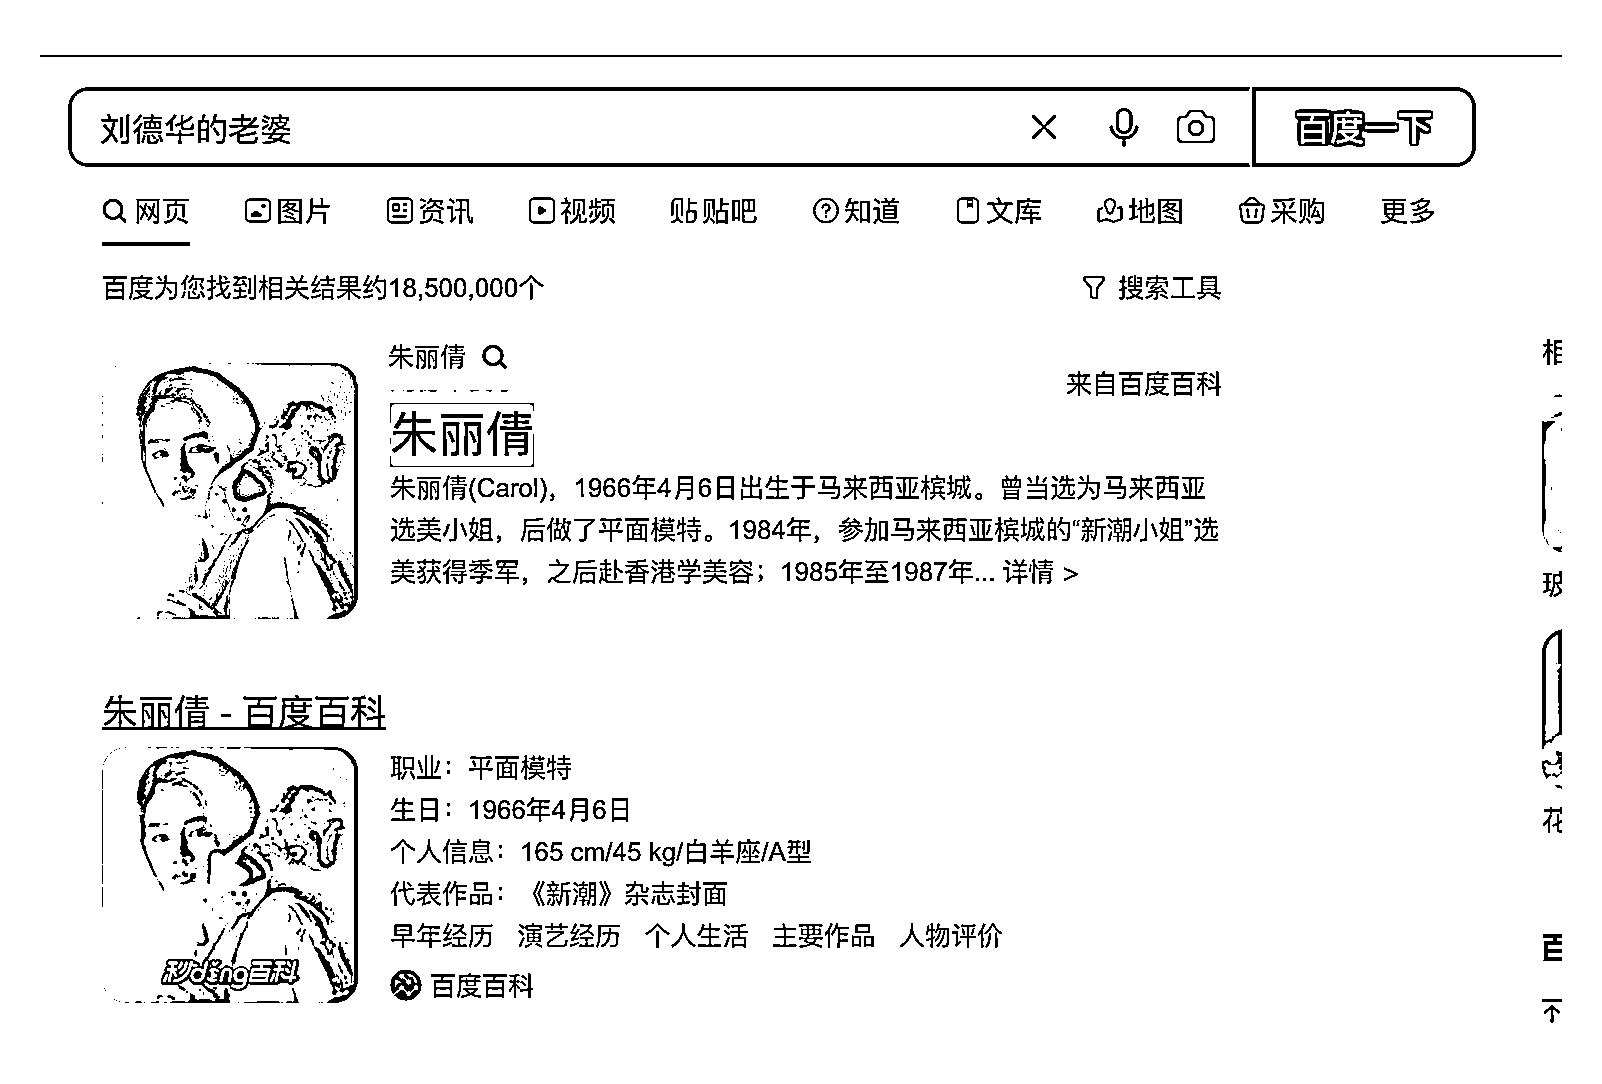 刘德华的老婆 百度一下
网页 图片 资讯 视频 贴贴吧 知道 文库 地图 采购 更多
百度为您找到相关结果约18,500,000个 搜索工具
朱丽倩
来自百度百科
朱丽倩
朱丽倩(Carol)，1966年4月6日出生于马来西亚槟城。曾当选为马来西亚
选美小姐，后做了平面模特。1984年，参加马来西亚槟城的“新潮小姐”选
美获得季军，之后赴香港学美容；1985年至1987年... 详情 >
朱丽倩 - 百度百科
职业：平面模特
生日：1966年4月6日
个人信息：165 cm/45 kg/白羊座/A型
代表作品：《新潮》杂志封面
早年经历 演艺经历 个人生活 主要作品 人物评价
秒dǒng百科
百度百科